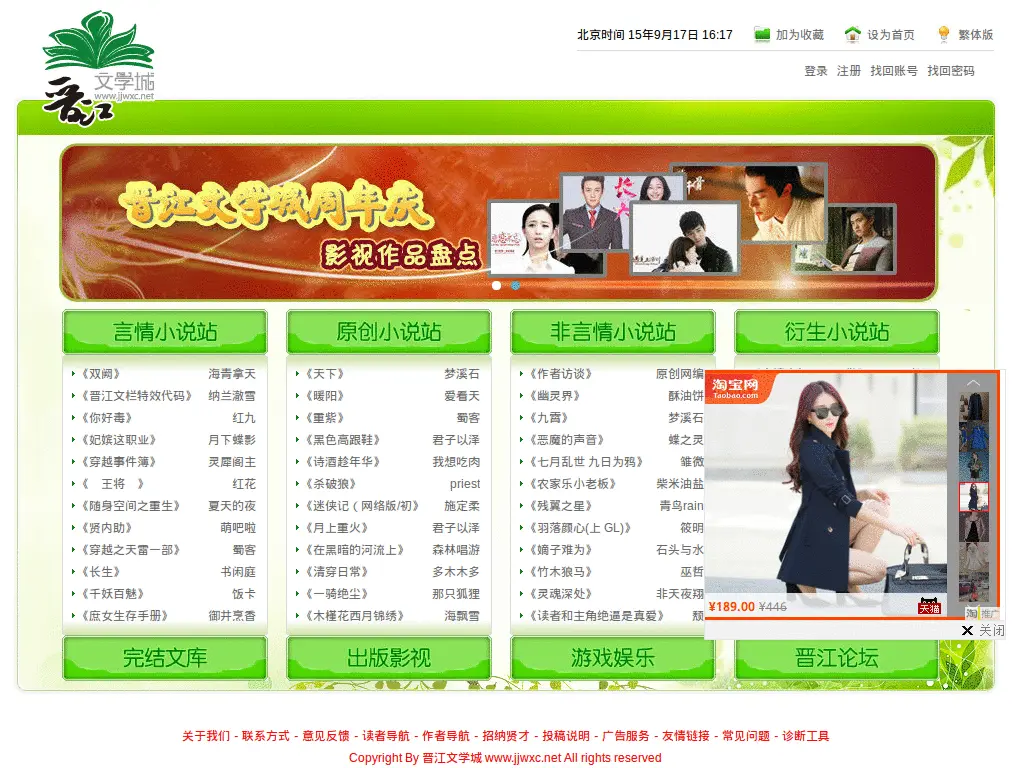 北京时间 15年9月17日 16:17 加为收藏 设为首页 繁体版
登录 注册 找回账号 找回密码
文学城
www.jjwxc.net
晋江
晋江文学城周年庆
影视作品盘点
言情小说站 原创小说站 非言情小说站 衍生小说站
《双阙》 海青拿天 《天下》 梦溪石 《作者访谈》 原创网编
《晋江文栏特效代码》 纳兰澈雪 《暖阳》 爱看天 《幽灵界》 酥油饼
《你好毒》 红九 《重紫》 蜀客 《九霄》 梦溪石
《妃嫔这职业》 月下蝶影 《黑色高跟鞋》 君子以泽 《恶魔的声音》 蝶之灵
《穿越事件簿》 灵犀阁主 《诗酒趁年华》 我想吃肉 《七月乱世 九日为鸦》 雏微
《 王将 》 红花 《杀破狼》 priest 《农家乐小老板》 柴米油盐
《随身空间之重生》 夏天的夜 《迷侠记（网络版/初》 施定柔 《残翼之星》 青鸟rain
《贤内助》 萌吧啦 《月上重火》 君子以泽 《羽落颜心(上 GL)》 筱明
《穿越之天雷一部》 蜀客 《在黑暗的河流上》 森林唱游 《嫡子难为》 石头与水
《长生》 书闲庭 《清穿日常》 多木木多 《竹木狼马》 巫哲
《千妖百魅》 饭卡 《一骑绝尘》 那只狐狸 《灵魂深处》 非天夜翔
《庶女生存手册》 御井烹香 《木槿花西月锦绣》 海飘雪 《读者和主角绝逼是真爱》 颓
淘宝网
Taobao.com
¥189.00 ¥446 天猫
淘 推广
关闭
完结文库 出版影视 游戏娱乐 晋江论坛
关于我们 - 联系方式 - 意见反馈 - 读者导航 - 作者导航 - 招纳贤才 - 投稿说明 - 广告服务 - 友情链接 - 常见问题 - 诊断工具
Copyright By 晋江文学城 www.jjwxc.net All rights reserved